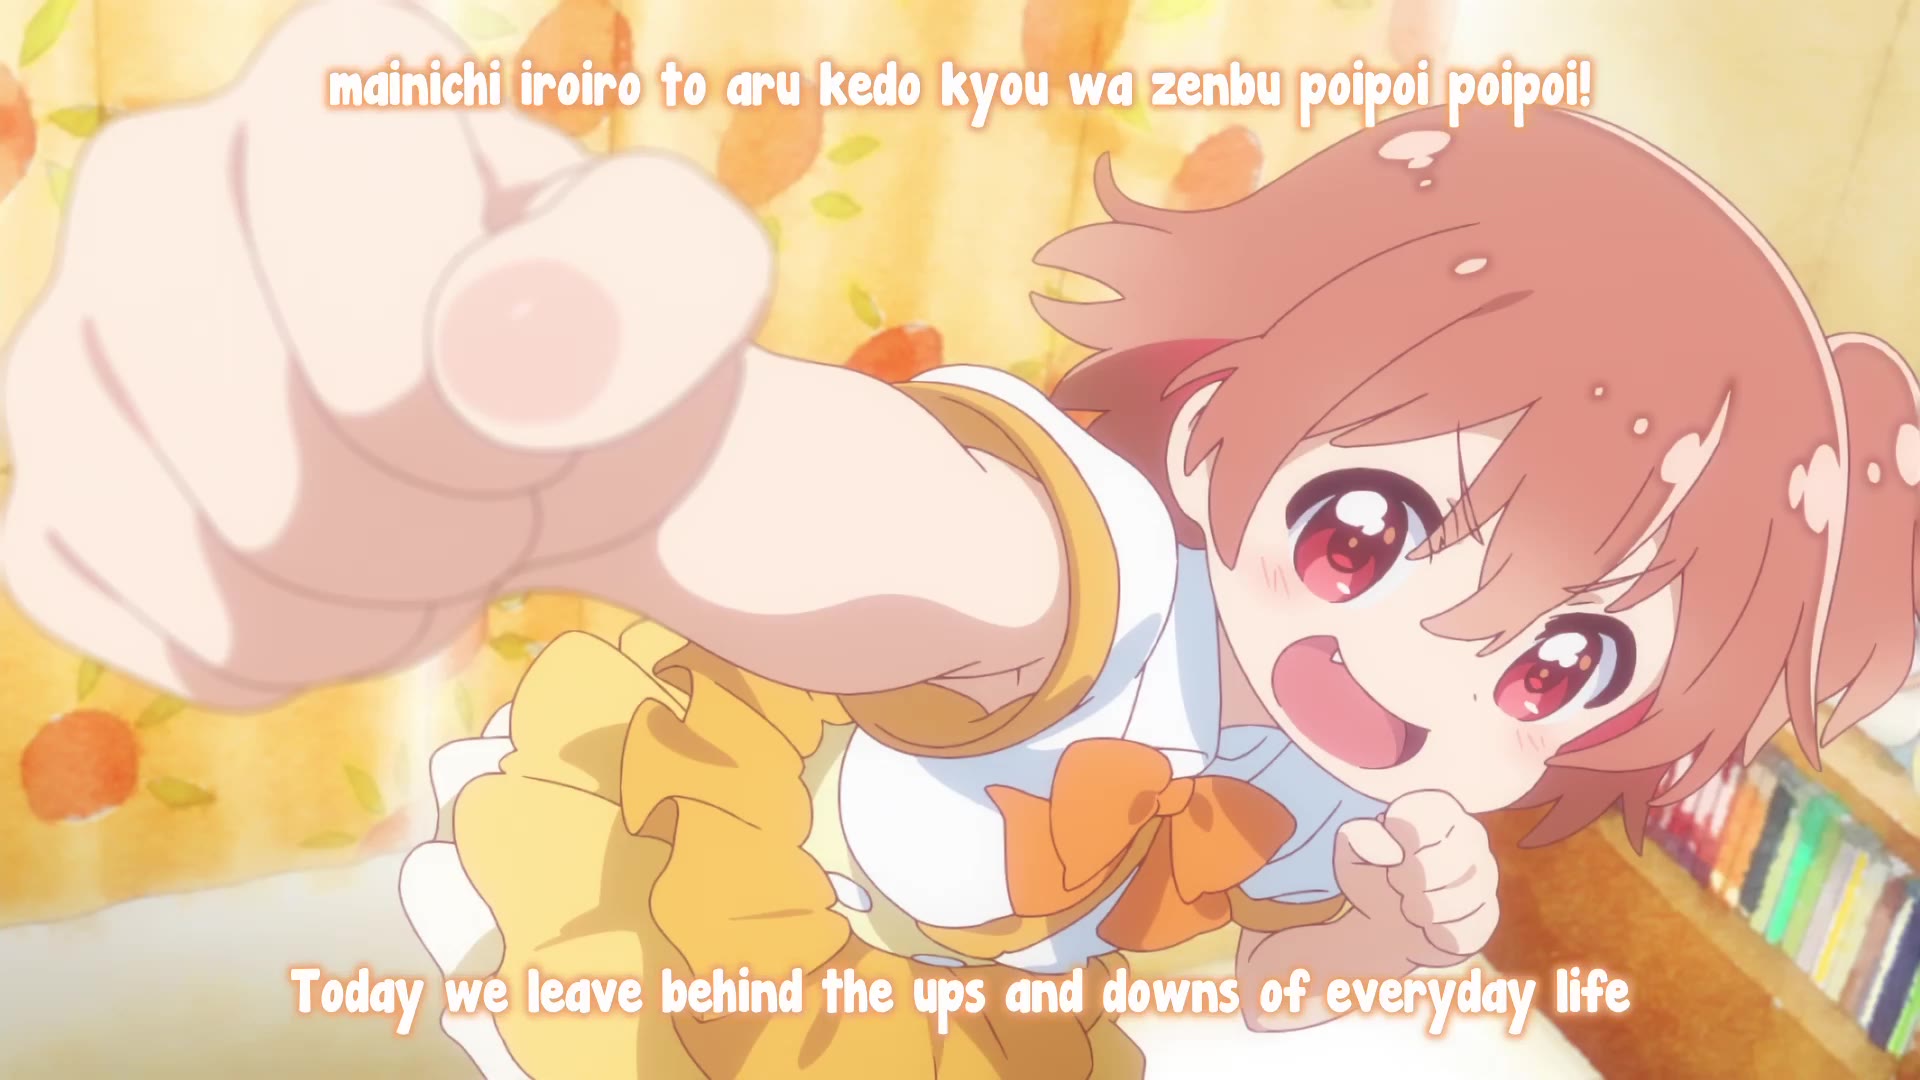 mainichi iroiro to aru kedo kyou wa zenbu poipoi poipoi!
Today we leave behind the ups and downs of everyday life